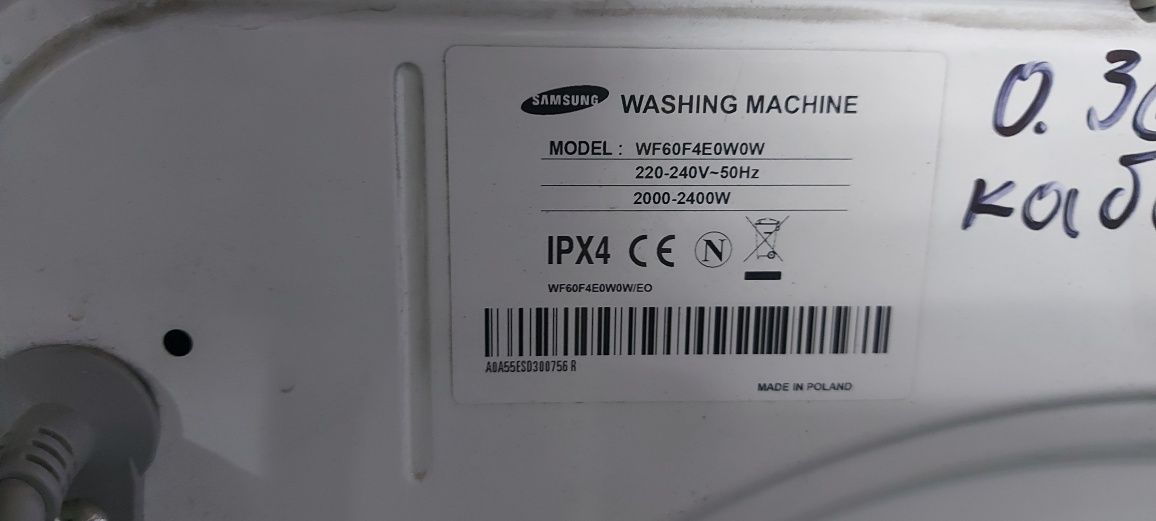 SAMSUNG WASHING MACHINE
MODEL : WF60F4E0W0W
220-240V~50Hz
2000-2400W
IPX4 CE N
WF60F4E0W0W/EO
A0A55ESD300756 R
MADE IN POLAND
О.